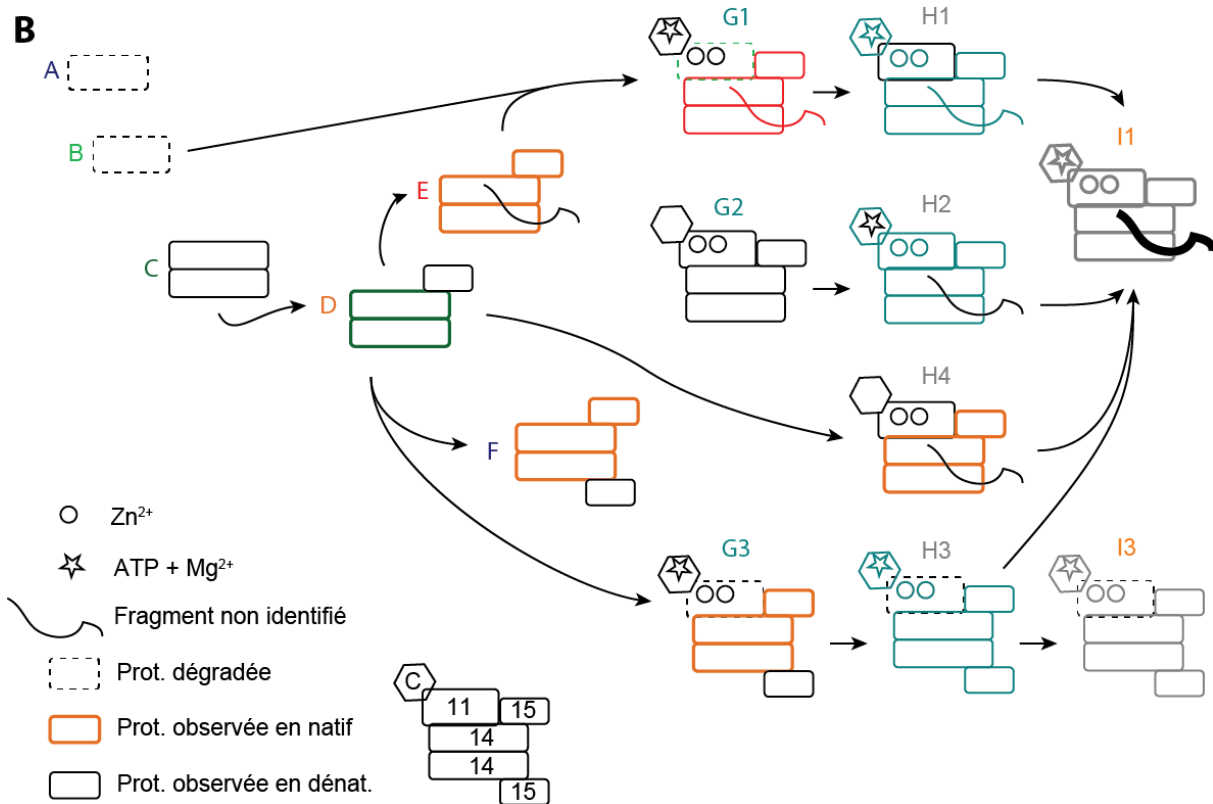 B
A
B
C
D
E
F
G1
H1
I1
G2
H2
H4
G3
H3
I3
Zn²⁺
ATP + Mg²⁺
Fragment non identifié
Prot. dégradée
Prot. observée en natif
Prot. observée en dénat.
C
11
15
14
14
15